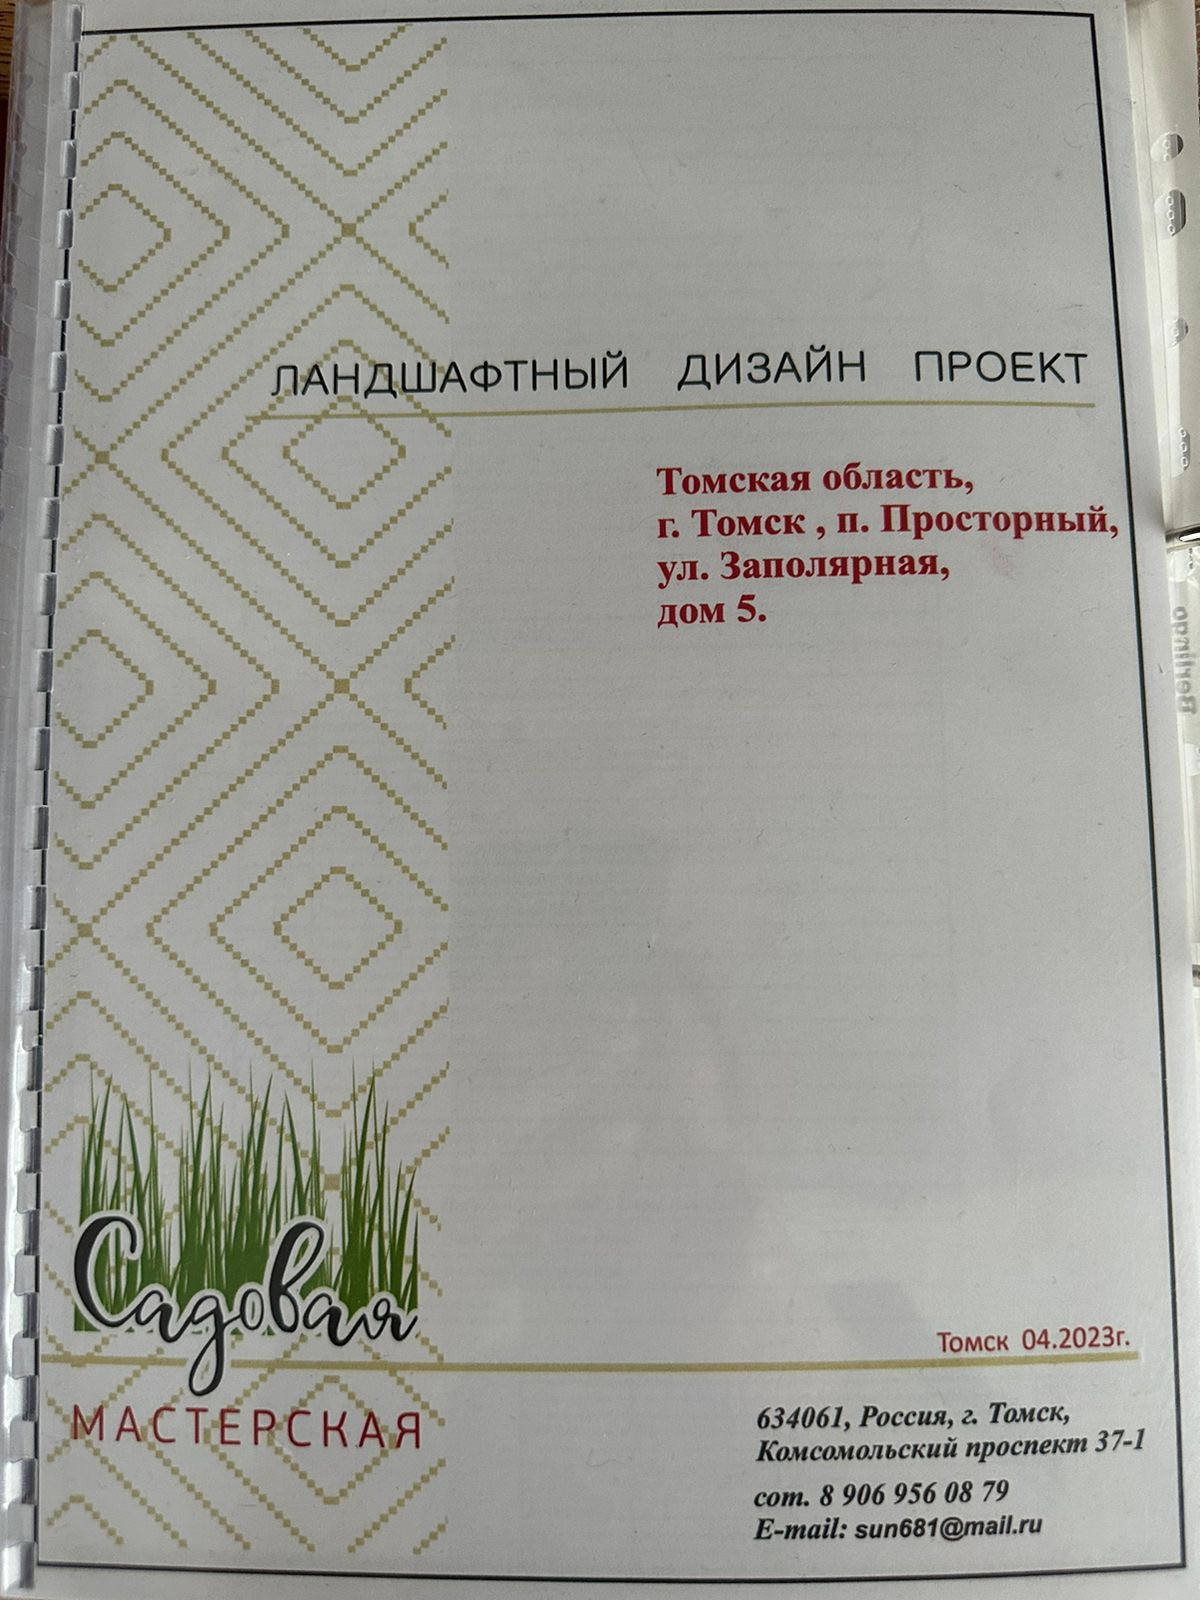 ЛАНДШАФТНЫЙ ДИЗАЙН ПРОЕКТ
Томская область,
г. Томск , п. Просторный,
ул. Заполярная,
дом 5.
Садовая
МАСТЕРСКАЯ
Томск 04.2023г.
634061, Россия, г. Томск,
Комсомольский проспект 37-1
сот. 8 906 956 08 79
E-mail: sun681@mail.ru